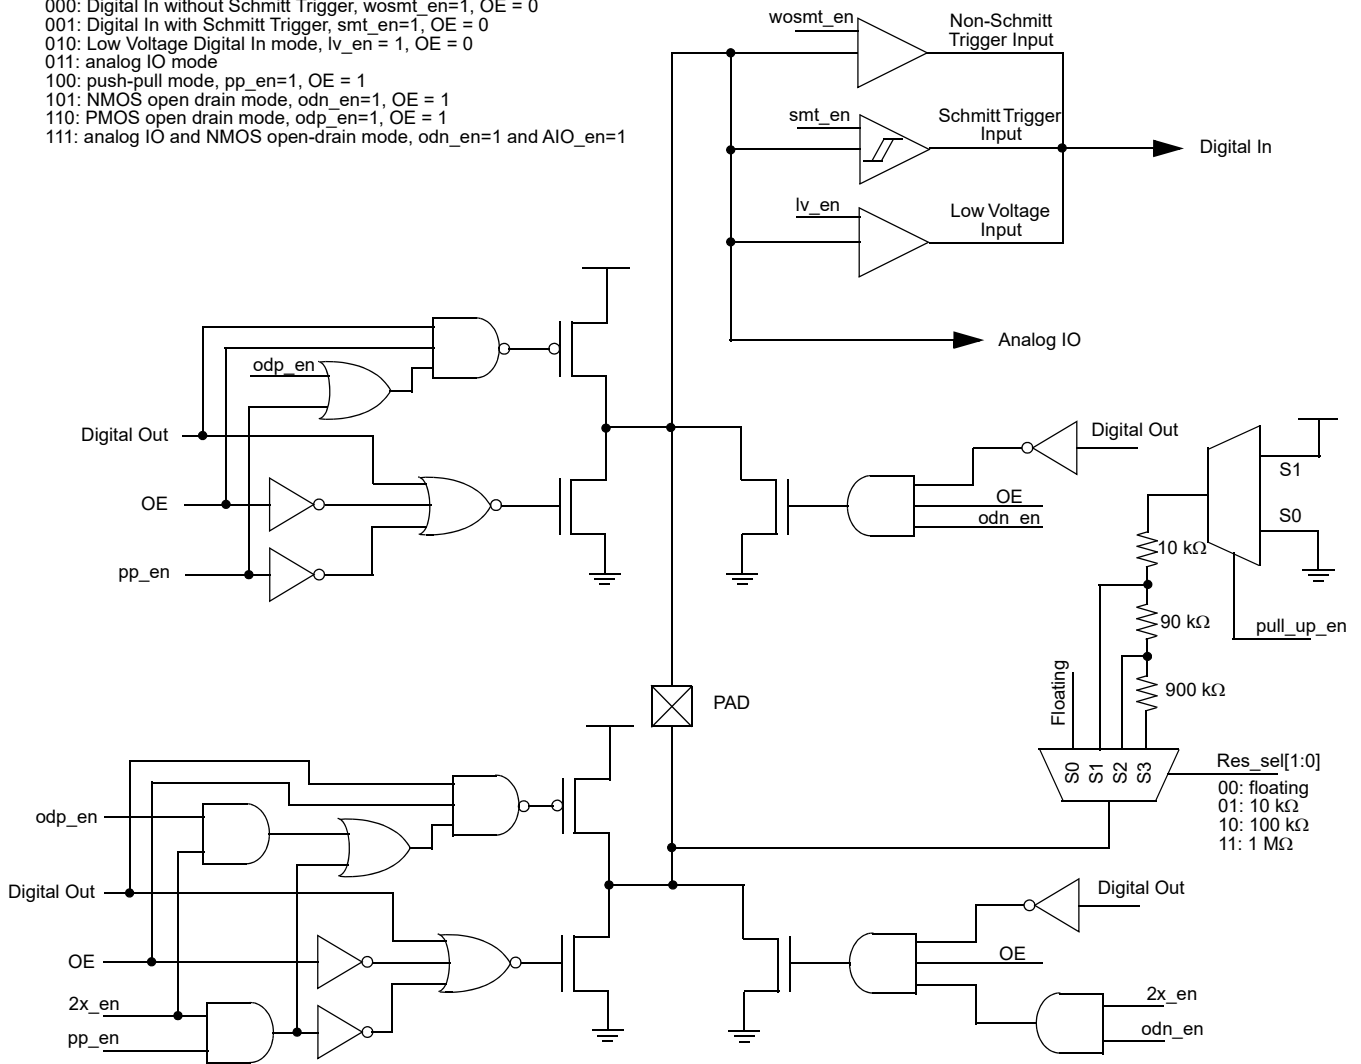 000: Digital In without Schmitt Trigger, wosmt_en=1, OE = 0
001: Digital In with Schmitt Trigger, smt_en=1, OE = 0
010: Low Voltage Digital In mode, lv_en = 1, OE = 0
011: analog IO mode
100: push-pull mode, pp_en=1, OE = 1
101: NMOS open drain mode, odn_en=1, OE = 1
110: PMOS open drain mode, odp_en=1, OE = 1
111: analog IO and NMOS open-drain mode, odn_en=1 and AIO_en=1
wosmt_en
Non-Schmitt
Trigger Input
smt_en
Schmitt Trigger
Input
Digital In
lv_en
Low Voltage
Input
Analog IO
odp_en
Digital Out
OE
pp_en
Digital Out
OE
odn_en
S1
S0
10 kΩ
90 kΩ
pull_up_en
900 kΩ
Floating
PAD
S0
S1
S2
S3
Res_sel[1:0]
00: floating
01: 10 kΩ
10: 100 kΩ
11: 1 MΩ
odp_en
Digital Out
OE
2x_en
pp_en
Digital Out
OE
2x_en
odn_en